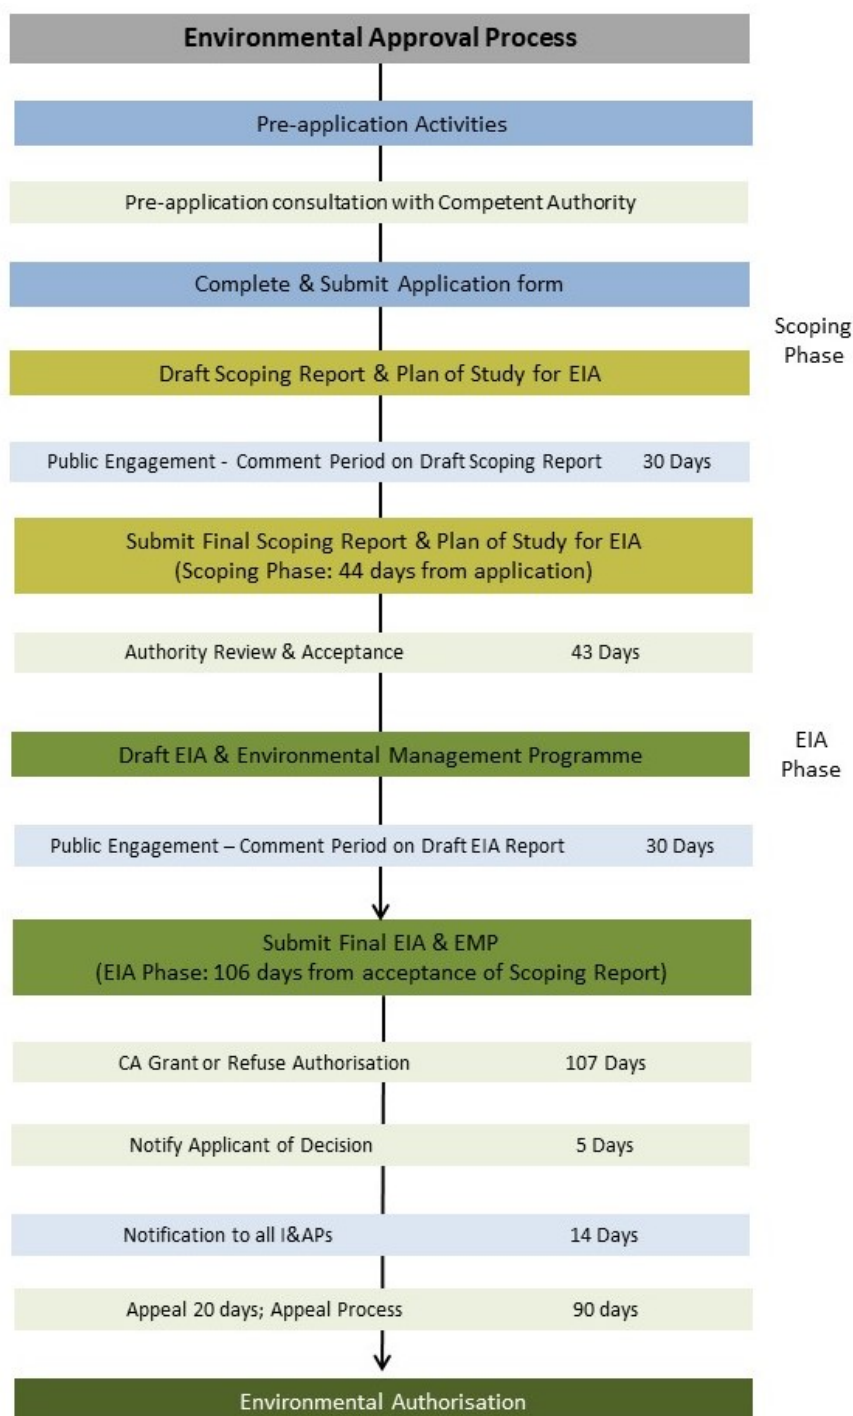 Environmental Approval Process
Pre-application Activities
Pre-application consultation with Competent Authority
Complete & Submit Application form
Scoping
Phase
Draft Scoping Report & Plan of Study for EIA
Public Engagement - Comment Period on Draft Scoping Report 30 Days
Submit Final Scoping Report & Plan of Study for EIA
(Scoping Phase: 44 days from application)
Authority Review & Acceptance 43 Days
Draft EIA & Environmental Management Programme
EIA
Phase
Public Engagement – Comment Period on Draft EIA Report 30 Days
Submit Final EIA & EMP
(EIA Phase: 106 days from acceptance of Scoping Report)
CA Grant or Refuse Authorisation 107 Days
Notify Applicant of Decision 5 Days
Notification to all I&APs 14 Days
Appeal 20 days; Appeal Process 90 days
Environmental Authorisation